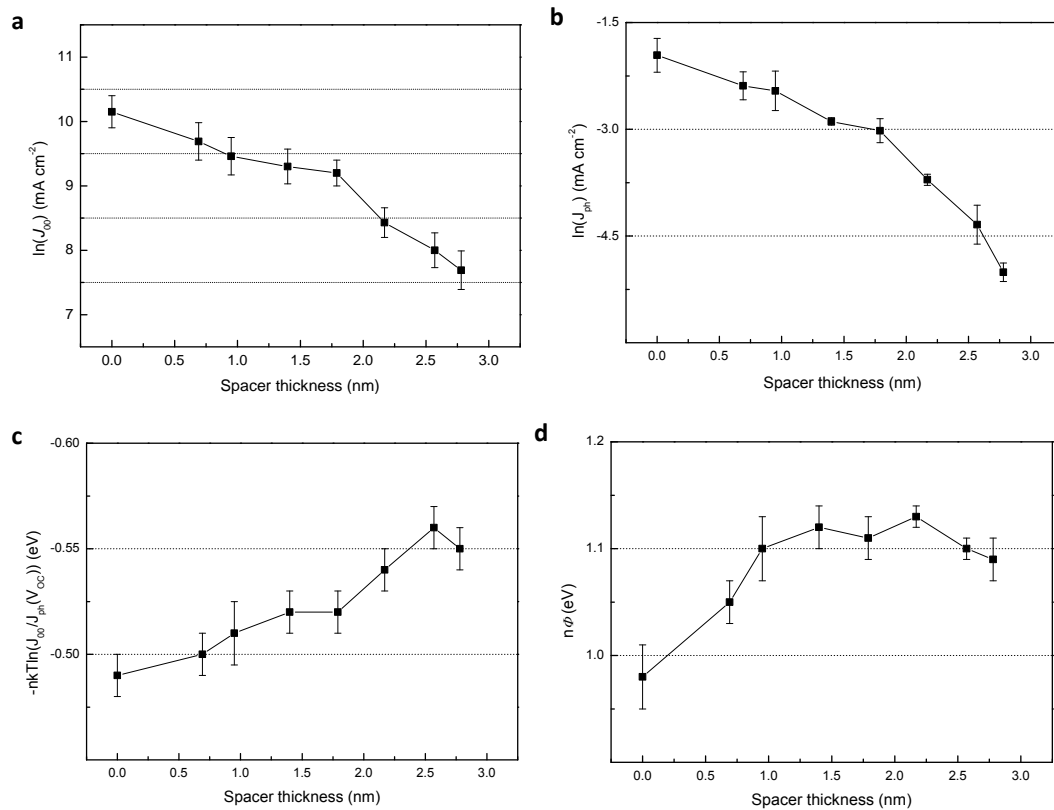 a
11
10
9
8
7
ln(J₀₀) (mA cm⁻²)
0.0 0.5 1.0 1.5 2.0 2.5 3.0
Spacer thickness (nm)
b
-1.5
-3.0
-4.5
ln(J_ph) (mA cm⁻²)
0.0 0.5 1.0 1.5 2.0 2.5 3.0
Spacer thickness (nm)
c
-0.60
-0.55
-0.50
-nkTln(J₀₀/J_ph(V_OC)) (eV)
0.0 0.5 1.0 1.5 2.0 2.5 3.0
Spacer thickness (nm)
d
1.2
1.1
1.0
nΦ (eV)
0.0 0.5 1.0 1.5 2.0 2.5 3.0
Spacer thickness (nm)